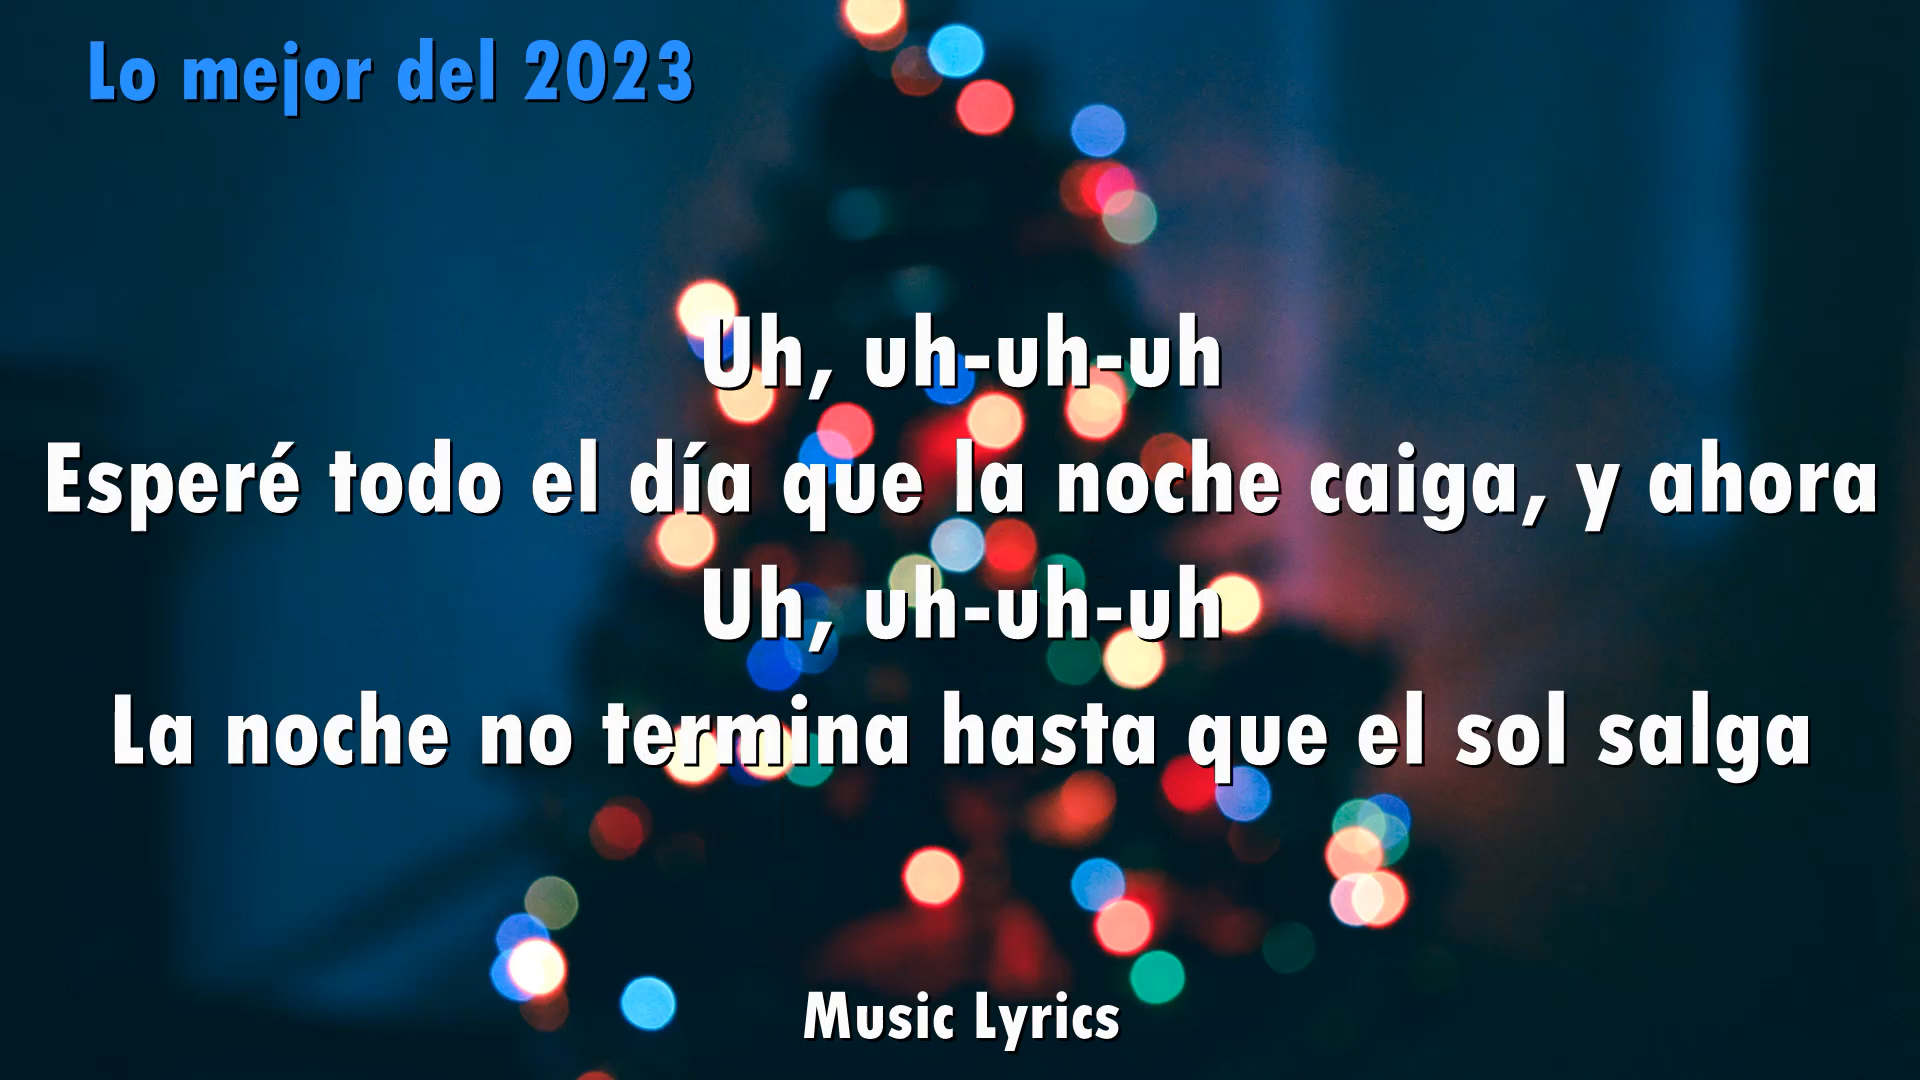 Lo mejor del 2023
Uh, uh-uh-uh
Esperé todo el día que la noche caiga, y ahora
Uh, uh-uh-uh
La noche no termina hasta que el sol salga
Music Lyrics